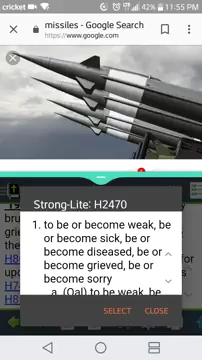 cricket 42% 11:55 PM
missiles - Google Search
https://www.google.com
Strong-Lite: H2470
1. to be or become weak, be
or become sick, be or
become diseased, be or
become grieved, be or
become sorry
a. (Qal) to be weak, be
SELECT CLOSE